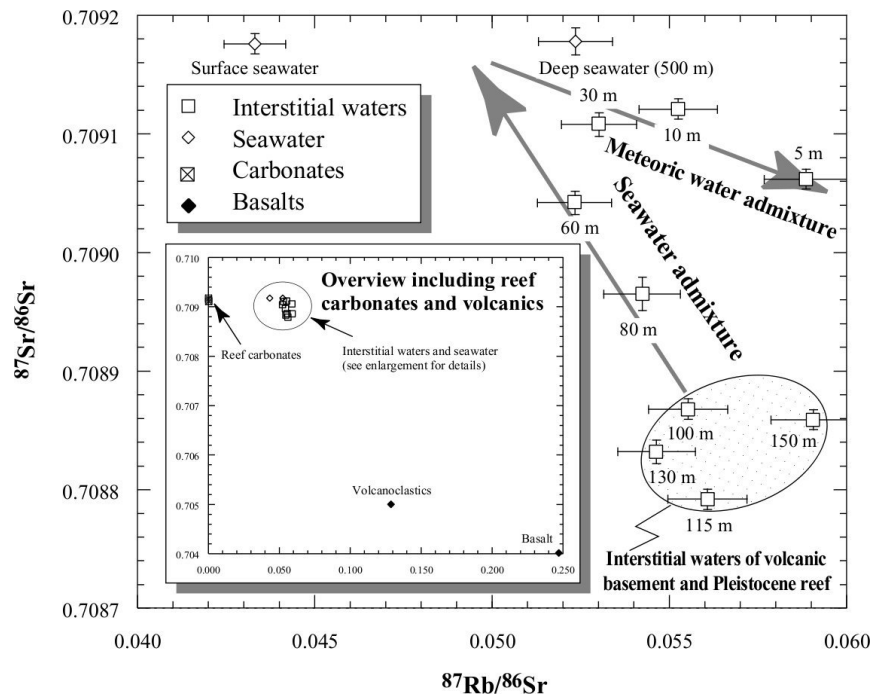 0.7092
0.7091
0.7090
0.7089
0.7088
0.7087
87Sr/86Sr
Surface seawater
Deep seawater (500 m)
Interstitial waters
Seawater
Carbonates
Basalts
30 m
10 m
5 m
Meteoric water admixture
60 m
Seawater admixture
80 m
100 m
150 m
130 m
115 m
Interstitial waters of volcanic
basement and Pleistocene reef
0.710
0.709
0.708
0.707
0.706
0.705
0.704
Overview including reef
carbonates and volcanics
Reef carbonates
Interstitial waters and seawater
(see enlargement for details)
Volcanoclastics
Basalt
0.000 0.050 0.100 0.150 0.200 0.250
0.040 0.045 0.050 0.055 0.060
87Rb/86Sr